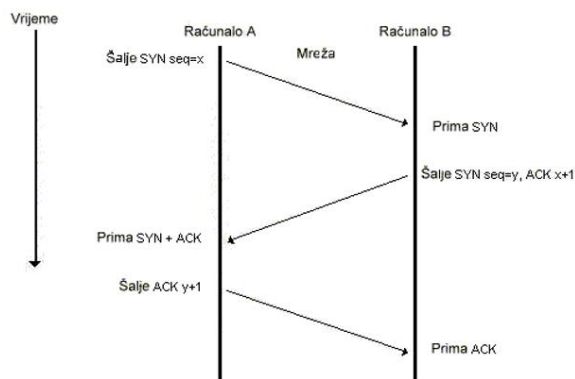 Vrijeme
Računalo A
Računalo B
Mreža
Šalje SYN seq=x
Prima SYN
Šalje SYN seq=y, ACK x+1
Prima SYN + ACK
Šalje ACK y+1
Prima ACK